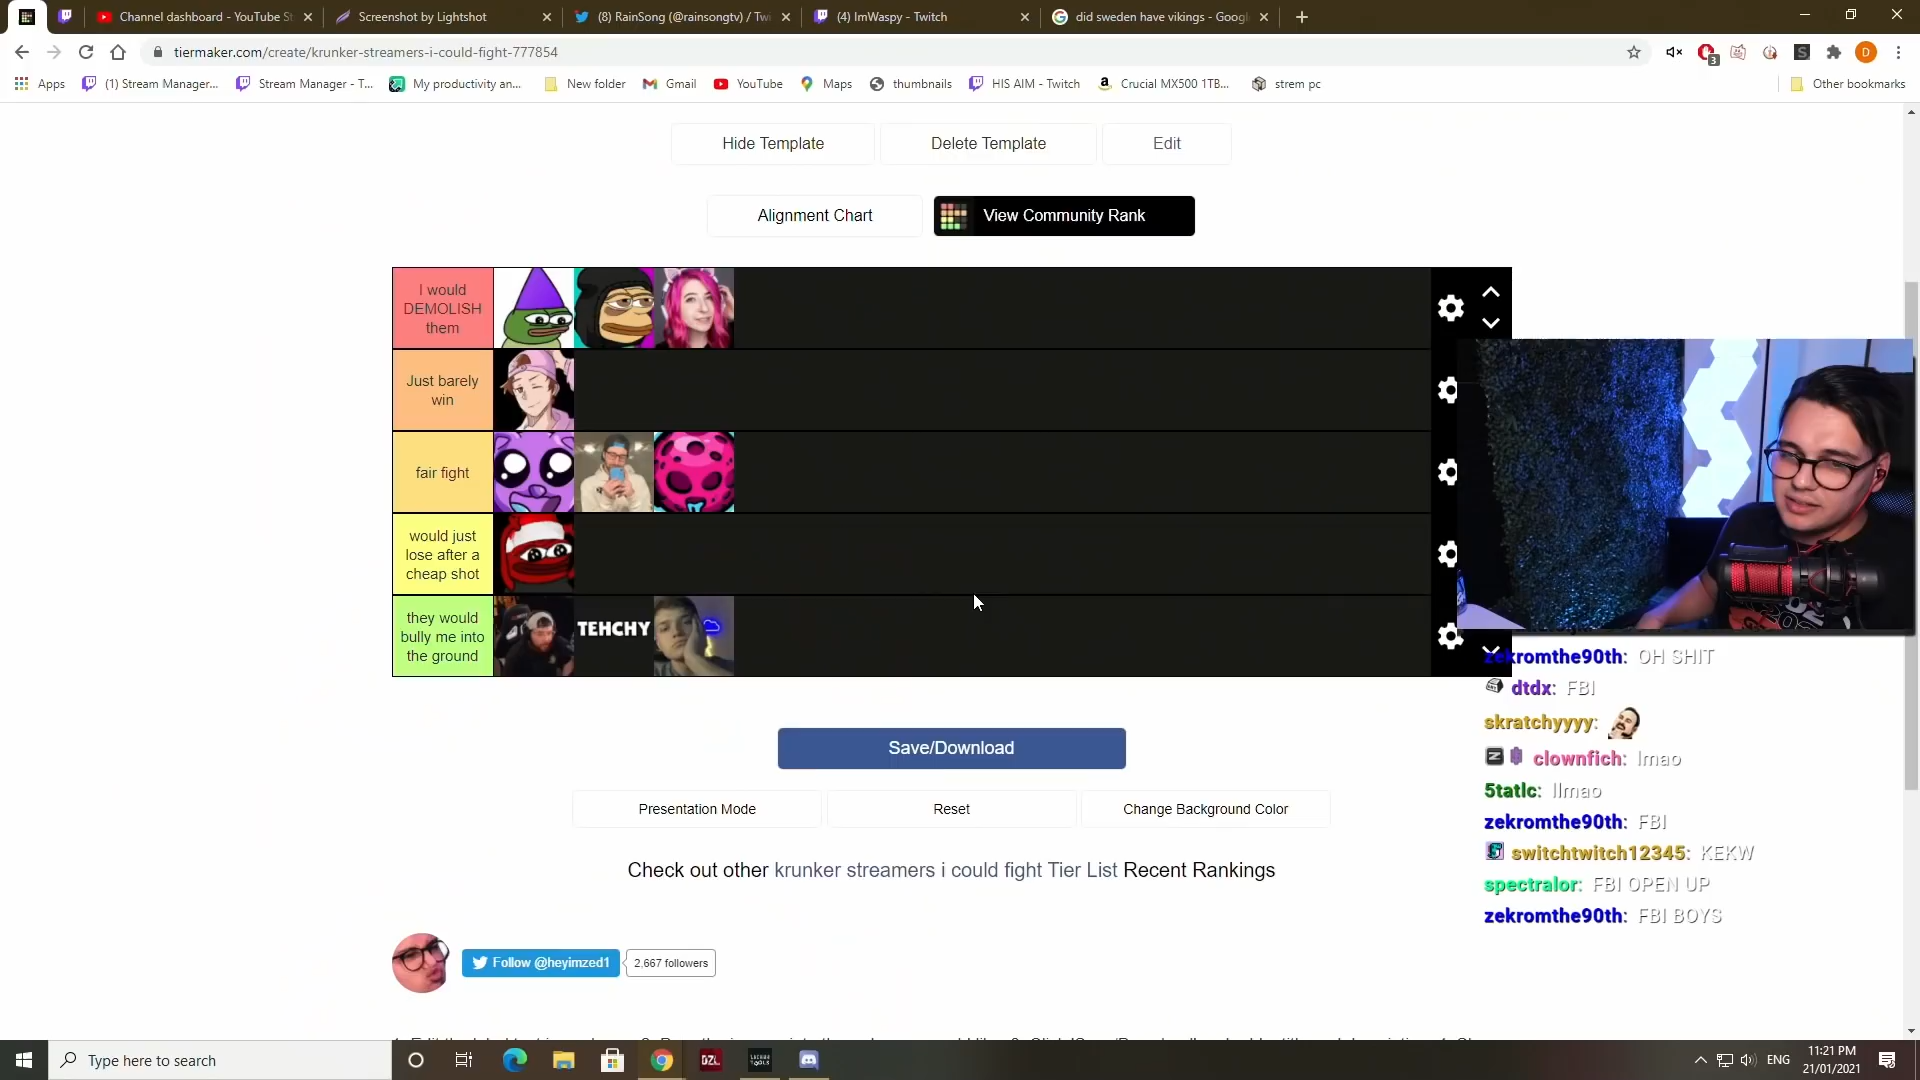 Channel dashboard - YouTube St
Screenshot by Lightshot
(8) RainSong (@rainsongtv) / Twi
(4) ImWaspy - Twitch
did sweden have vikings - Googl
tiermaker.com/create/krunker-streamers-i-could-fight-777854
3
D
Apps
(1) Stream Manager...
Stream Manager - T...
My productivity an...
New folder
Gmail
YouTube
Maps
thumbnails
HIS AIM - Twitch
Crucial MX500 1TB...
strem pc
Other bookmarks
Hide Template
Delete Template
Edit
Alignment Chart
View Community Rank
I would
DEMOLISH
them
Just barely
win
fair fight
would just
lose after a
cheap shot
they would
bully me into
the ground
TEHCHY
Save/Download
Presentation Mode
Reset
Change Background Color
Check out other krunker streamers i could fight Tier List Recent Rankings
Follow @heyimzed1
2,667 followers
zekromthe90th: OH SHIT
dtdx: FBI
skratchyyyy:
clownfich: lmao
5tatlc: llmao
zekromthe90th: FBI
switchtwitch12345: KEKW
spectralor: FBI OPEN UP
zekromthe90th: FBI BOYS
Type here to search
ENG
11:21 PM
21/01/2021